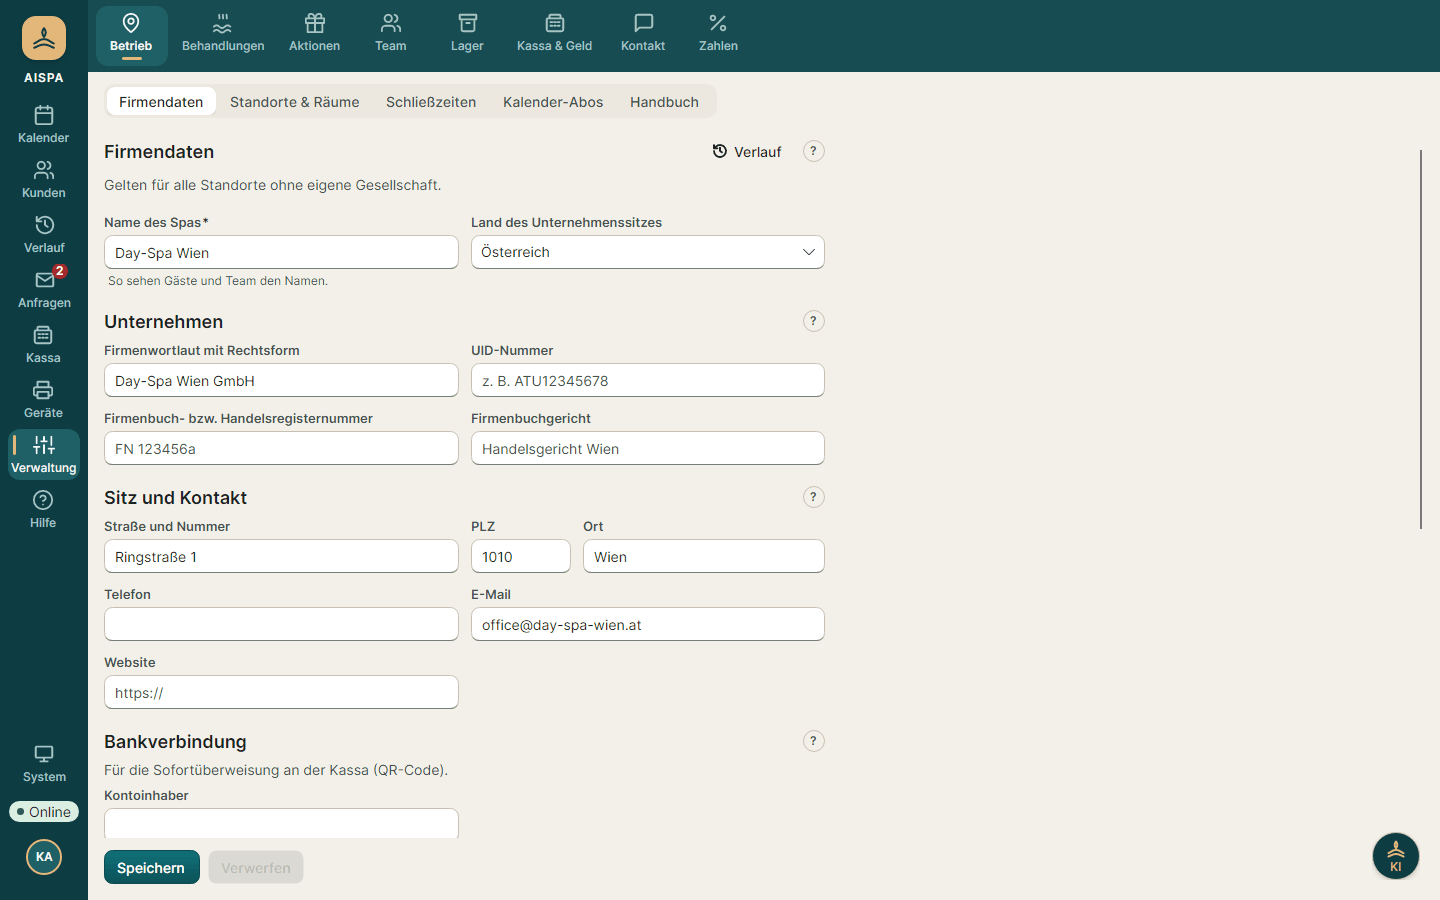 AISPA
Kalender
Kunden
Verlauf
2
Anfragen
Kassa
Geräte
Verwaltung
Hilfe
System
Online
KA
Betrieb
Behandlungen
Aktionen
Team
Lager
Kassa & Geld
Kontakt
Zahlen
Firmendaten
Standorte & Räume
Schließzeiten
Kalender-Abos
Handbuch
Firmendaten
Verlauf
?
Gelten für alle Standorte ohne eigene Gesellschaft.
Name des Spas*
Land des Unternehmenssitzes
Day-Spa Wien
Österreich
So sehen Gäste und Team den Namen.
Unternehmen
?
Firmenwortlaut mit Rechtsform
UID-Nummer
Day-Spa Wien GmbH
z. B. ATU12345678
Firmenbuch- bzw. Handelsregisternummer
Firmenbuchgericht
FN 123456a
Handelsgericht Wien
Sitz und Kontakt
?
Straße und Nummer
PLZ
Ort
Ringstraße 1
1010
Wien
Telefon
E-Mail
office@day-spa-wien.at
Website
https://
Bankverbindung
?
Für die Sofortüberweisung an der Kassa (QR-Code).
Kontoinhaber
Speichern
Verwerfen
KI